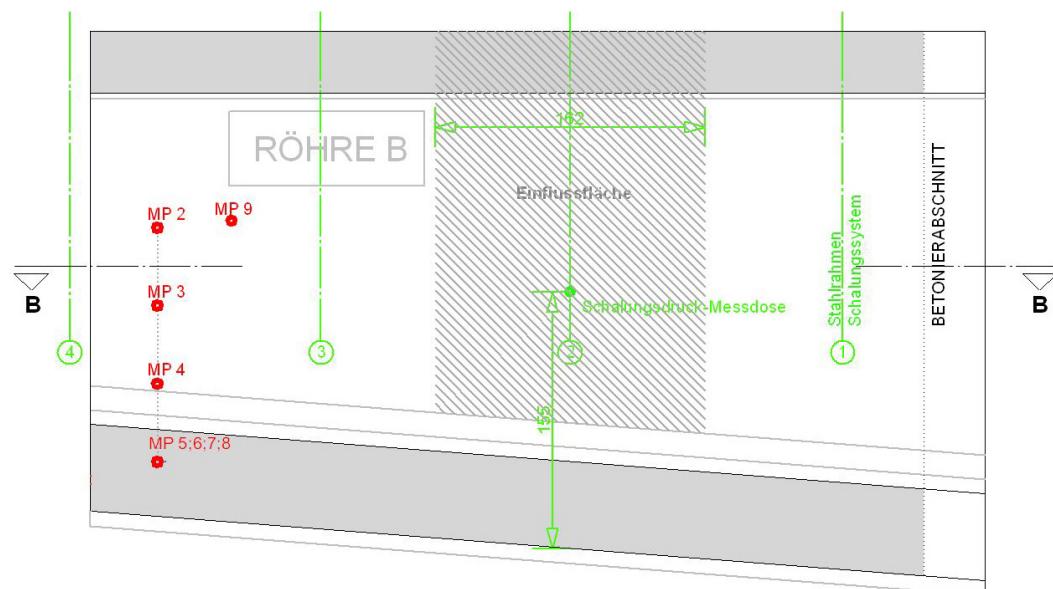 162
RÖHRE B
Einflussfläche
MP 2
MP 9
MP 3
MP 4
MP 5;6;7;8
B
B
Schalungsdruck-Messdose
Stahlrahmen
Schalungssystem
BETONIERABSCHNITT
4
3
2
1
155